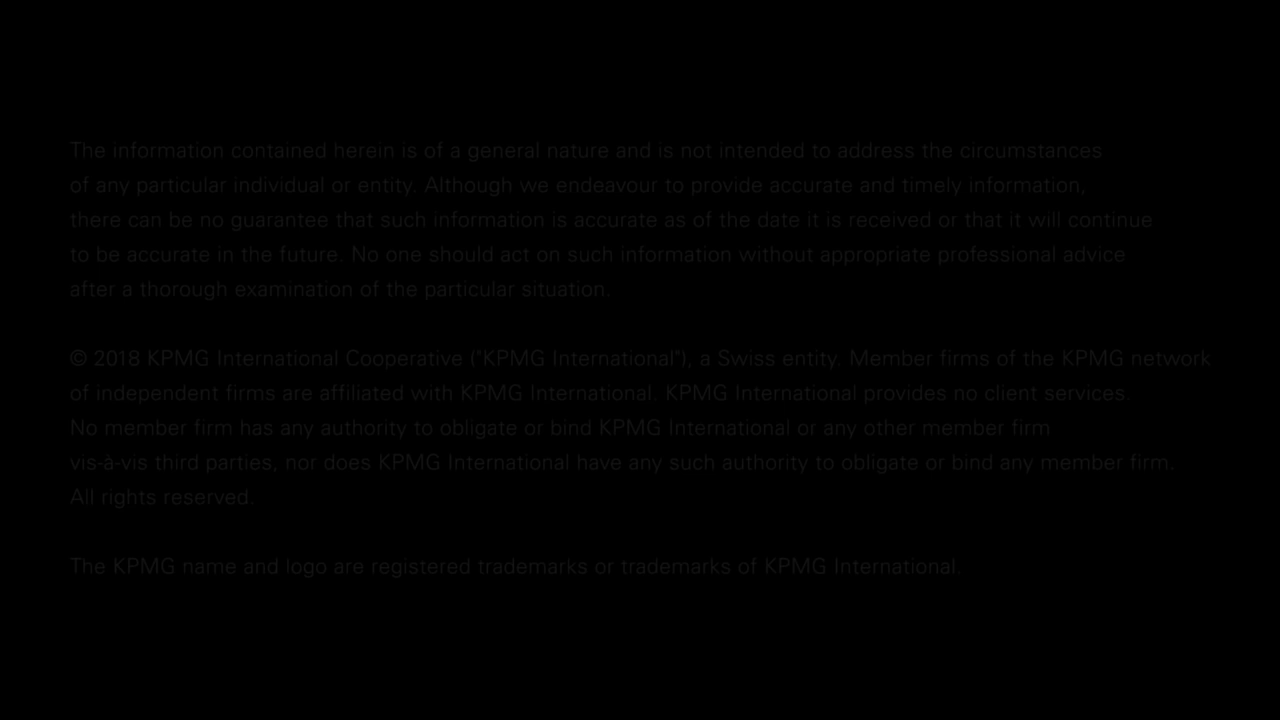 The information contained herein is of a general nature and is not intended to address the circumstances
of any particular individual or entity. Although we endeavour to provide accurate and timely information,
there can be no guarantee that such information is accurate as of the date it is received or that it will continue
to be accurate in the future. No one should act on such information without appropriate professional advice
after a thorough examination of the particular situation.
© 2018 KPMG International Cooperative ("KPMG International"), a Swiss entity. Member firms of the KPMG network
of independent firms are affiliated with KPMG International. KPMG International provides no client services.
No member firm has any authority to obligate or bind KPMG International or any other member firm
vis-à-vis third parties, nor does KPMG International have any such authority to obligate or bind any member firm.
All rights reserved.
The KPMG name and logo are registered trademarks or trademarks of KPMG International.